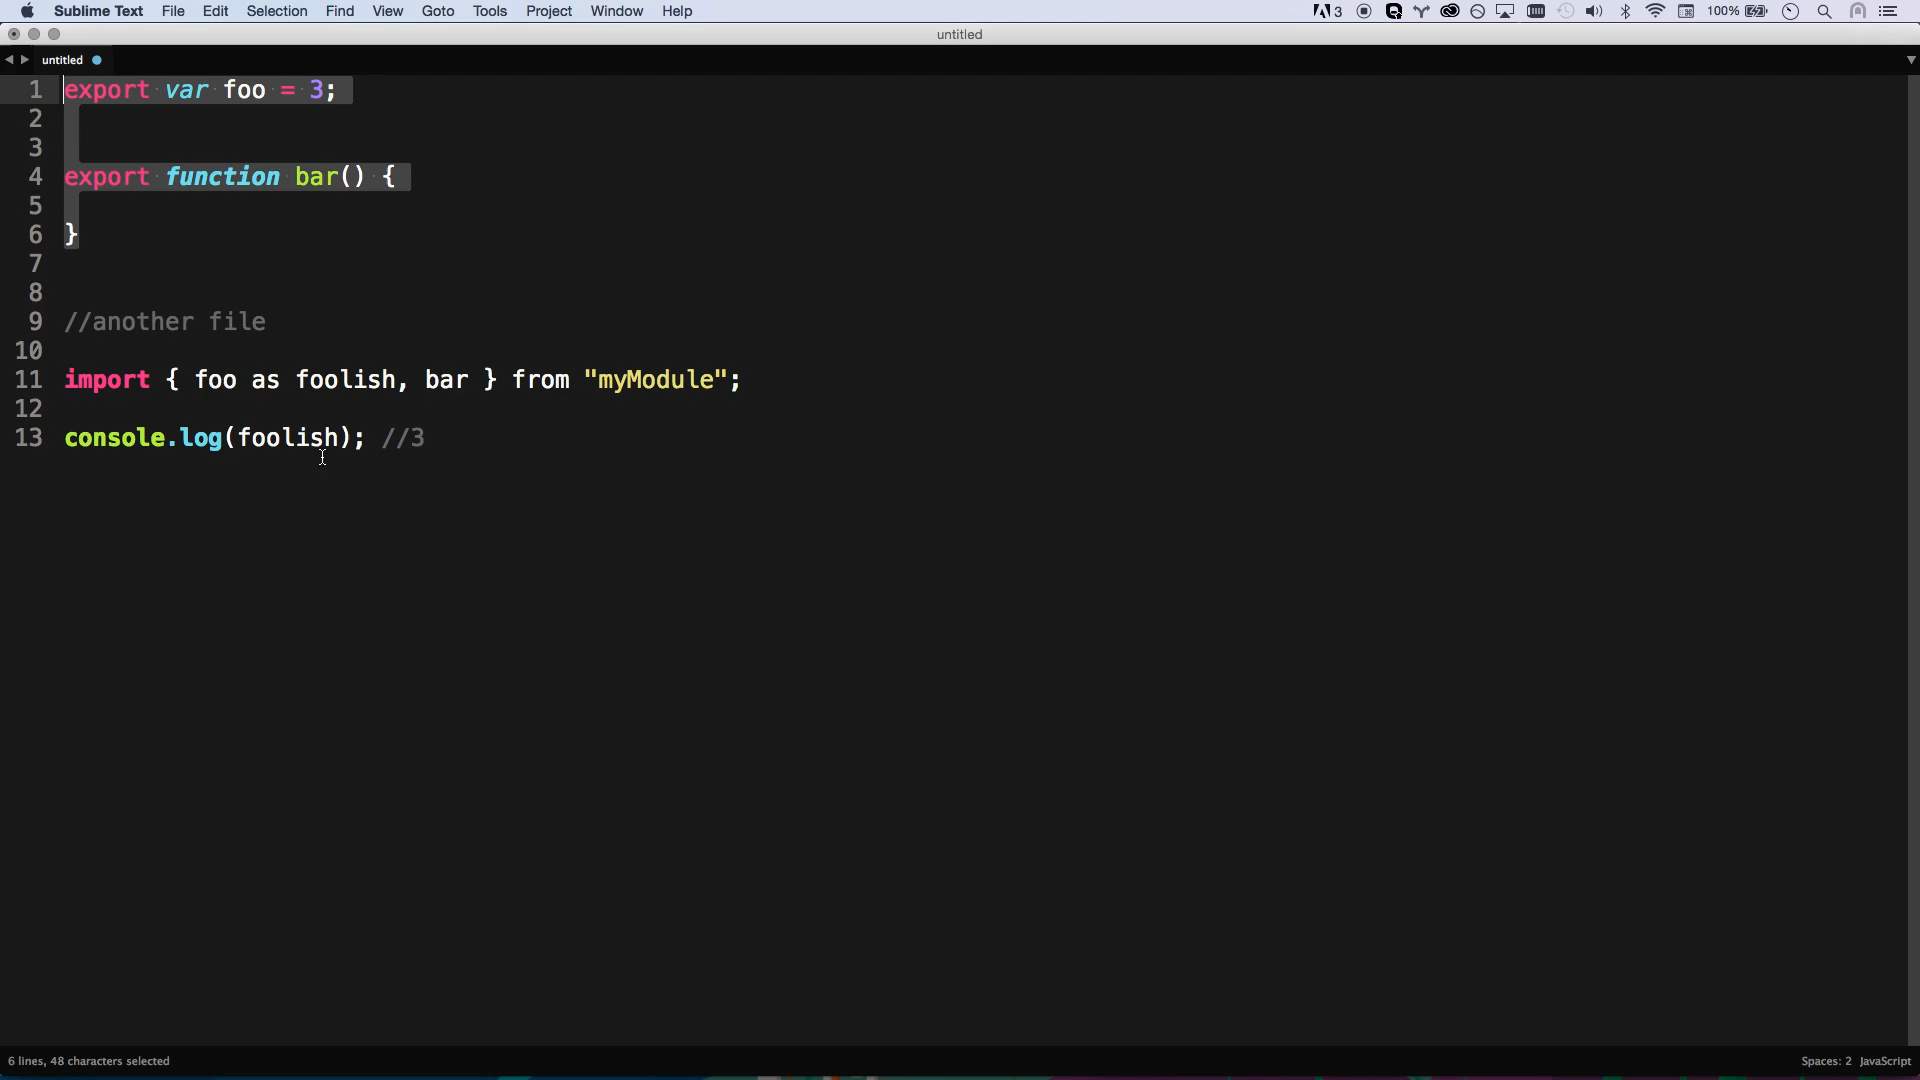 Sublime Text File Edit Selection Find View Goto Tools Project Window Help 3 100%
untitled
untitled
1 export var foo = 3;
2
3
4 export function bar() {
5
6 }
7
8
9 //another file
10
11 import { foo as foolish, bar } from "myModule";
12
13 console.log(foolish); //3
6 lines, 48 characters selected Spaces: 2 JavaScript